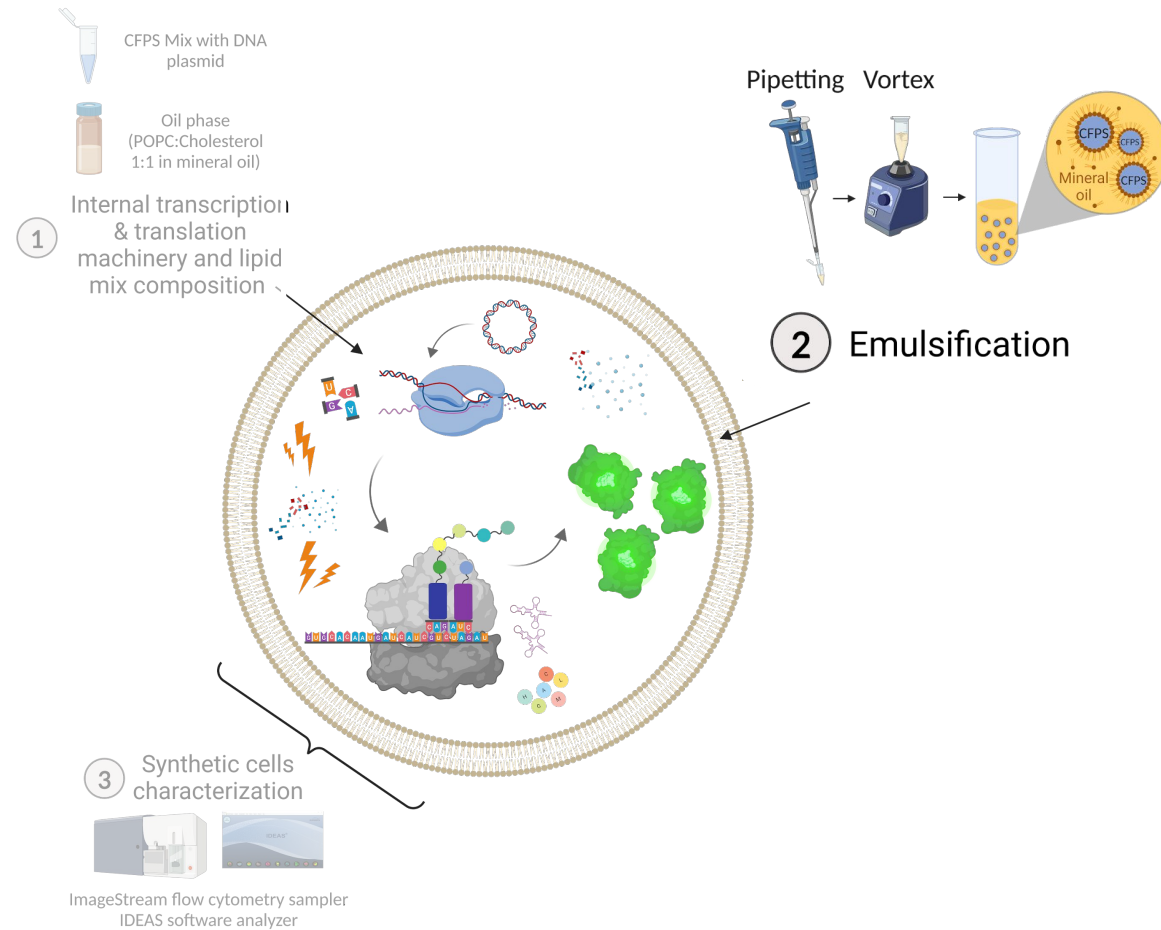 CFPS Mix with DNA
plasmid
Oil phase
(POPC:Cholesterol
1:1 in mineral oil)
1
Internal transcription
& translation
machinery and lipid
mix composition
Pipetting
Vortex
CFPS
CFPS
CFPS
Mineral
oil
2
Emulsification
U
C
G
A
C A G A U C
G U G C A C A A U G A U C A U C G U C U A G A U
L
H
A
M
C
3
Synthetic cells
characterization
IDEAS
ImageStream flow cytometry sampler
IDEAS software analyzer